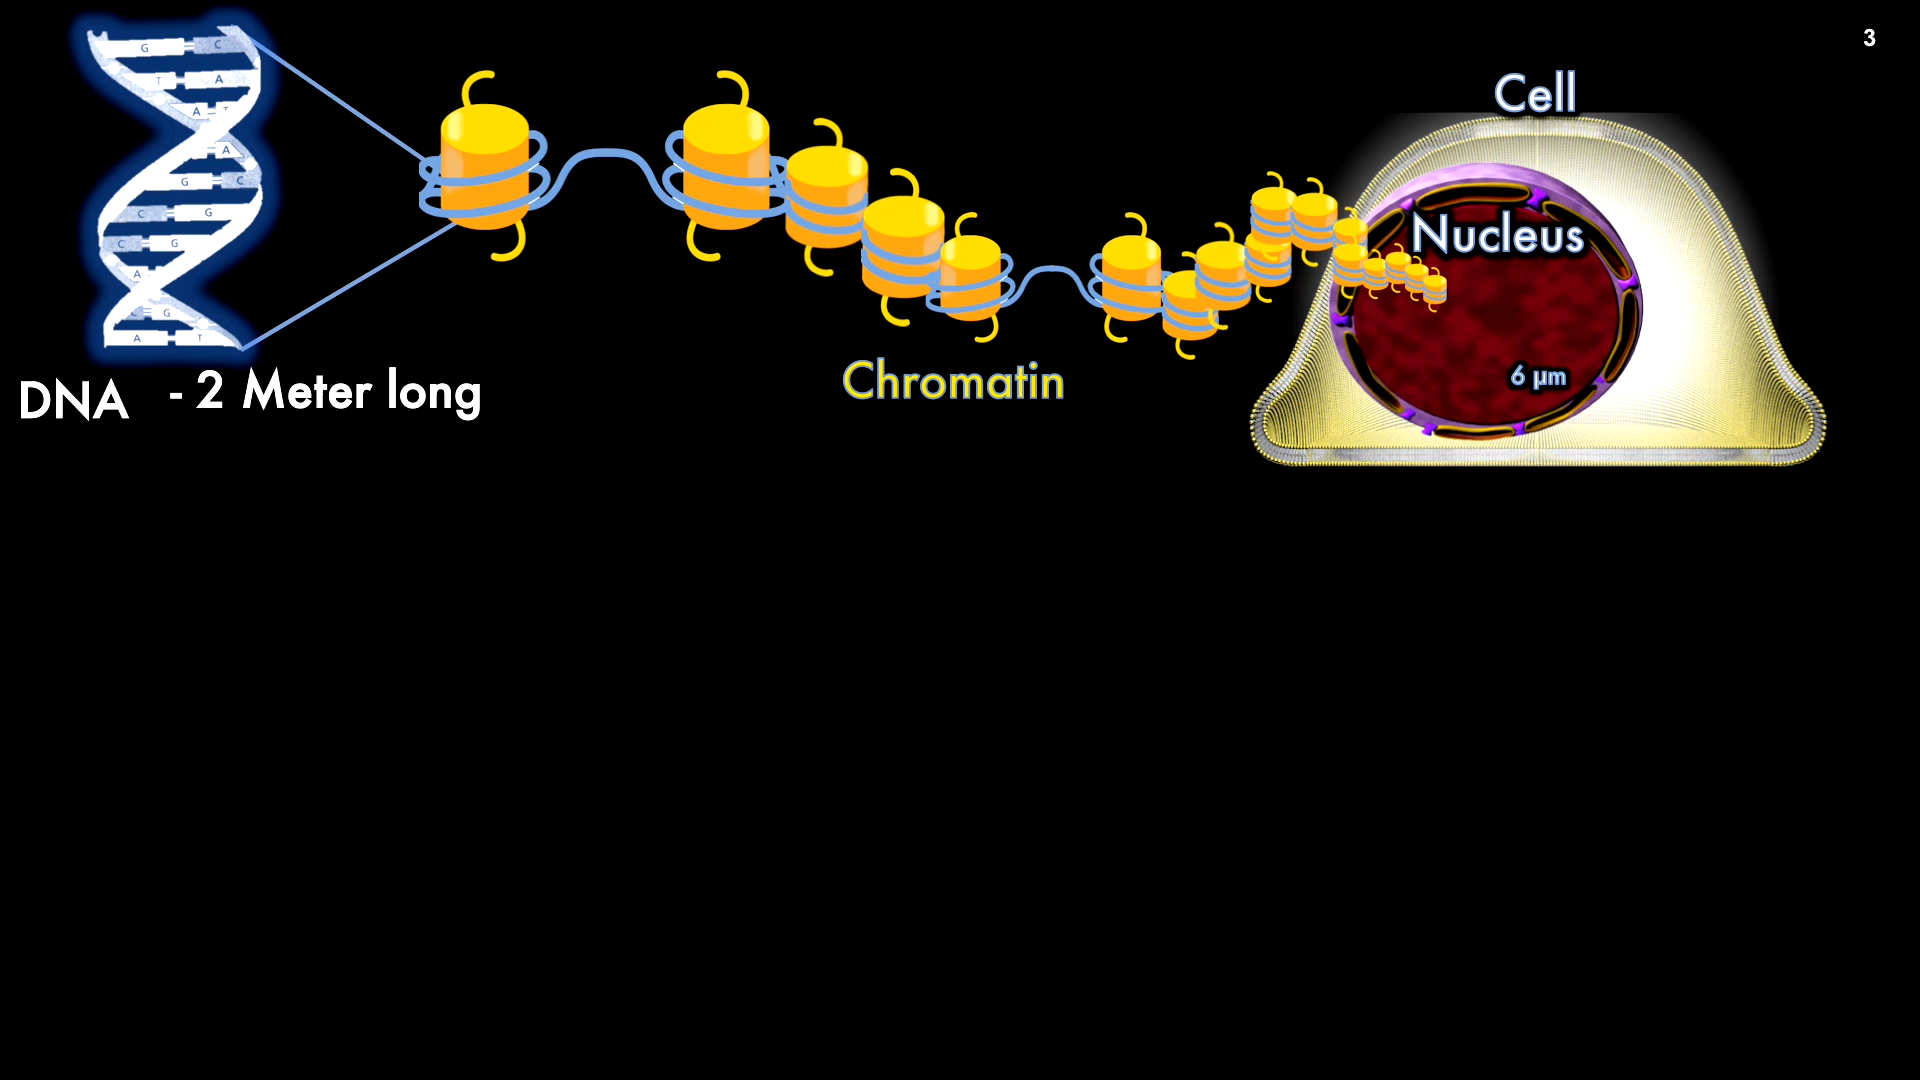 3
Cell
Nucleus
6 µm
Chromatin
DNA - 2 Meter long
G C
T A
A T
A
G C
C G
C G
A
C G
A T